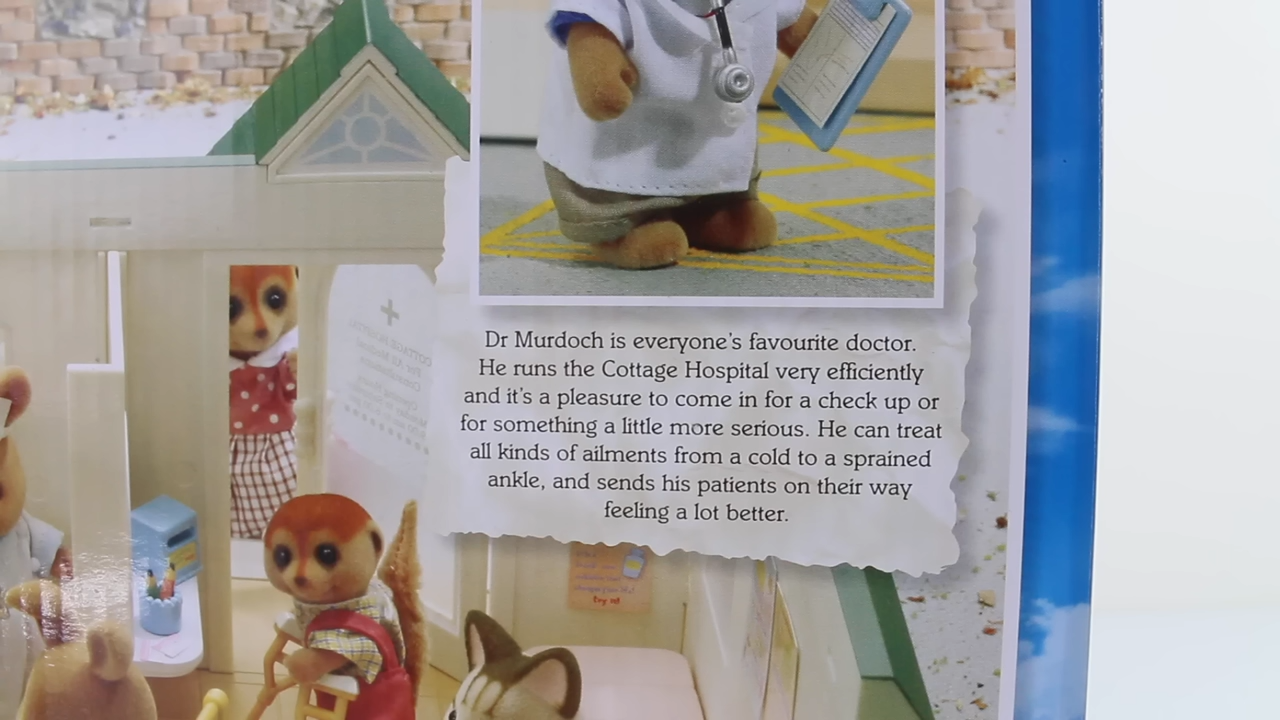 Dr Murdoch is everyone's favourite doctor.
He runs the Cottage Hospital very efficiently
and it's a pleasure to come in for a check up or
for something a little more serious. He can treat
all kinds of ailments from a cold to a sprained
ankle, and sends his patients on their way
feeling a lot better.
try it!